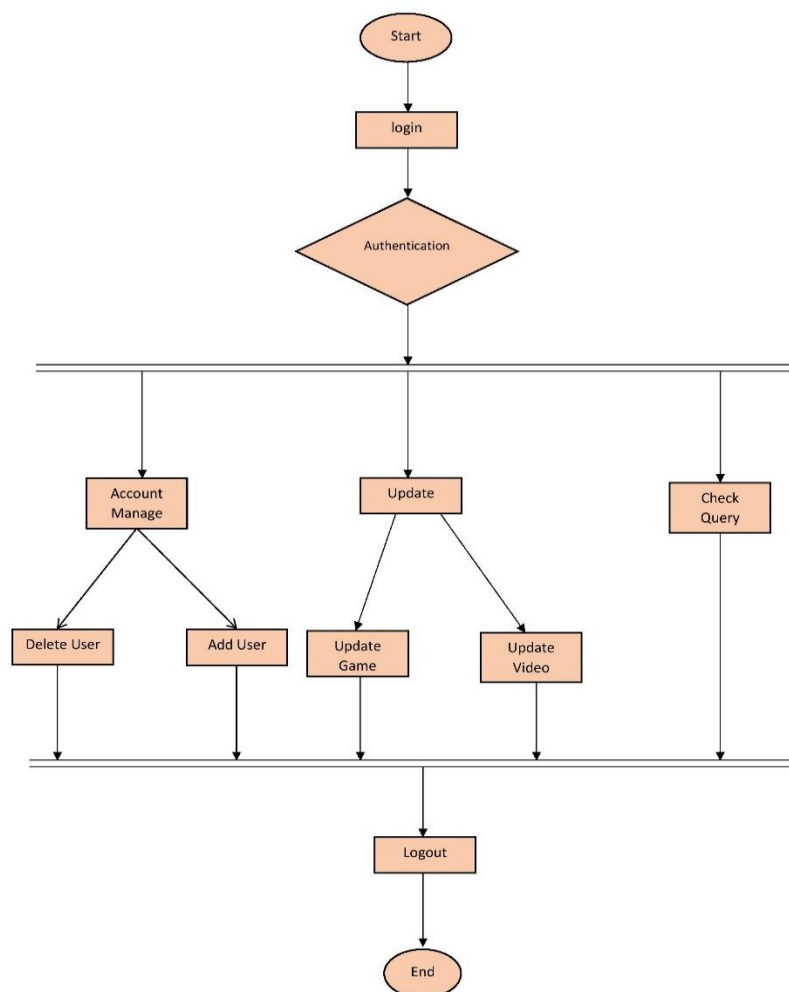 Start
login
Authentication
Account
Manage
Update
Check
Query
Delete User
Add User
Update
Game
Update
Video
Logout
End